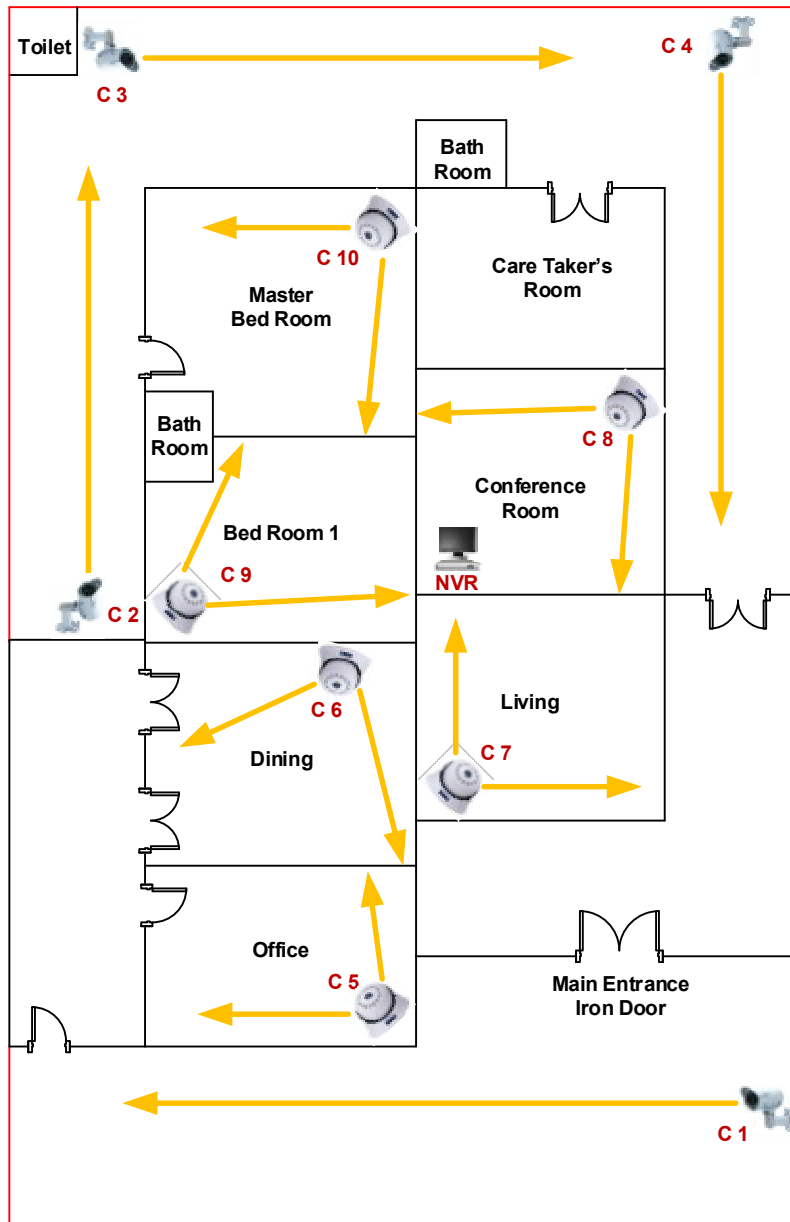 Toilet
C 3
C 4
Bath
Room
C 10
Care Taker's
Room
Master
Bed Room
Bath
Room
C 8
Conference
Room
Bed Room 1
C 9
NVR
C 2
C 6
Living
C 7
Dining
Office
C 5
Main Entrance
Iron Door
C 1